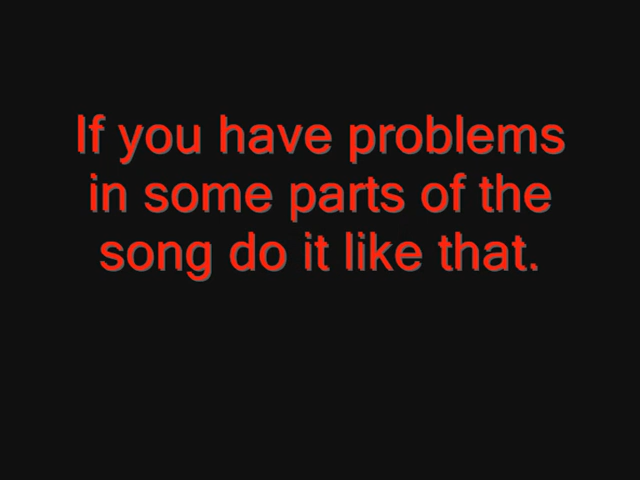 If you have problems
in some parts of the
song do it like that.